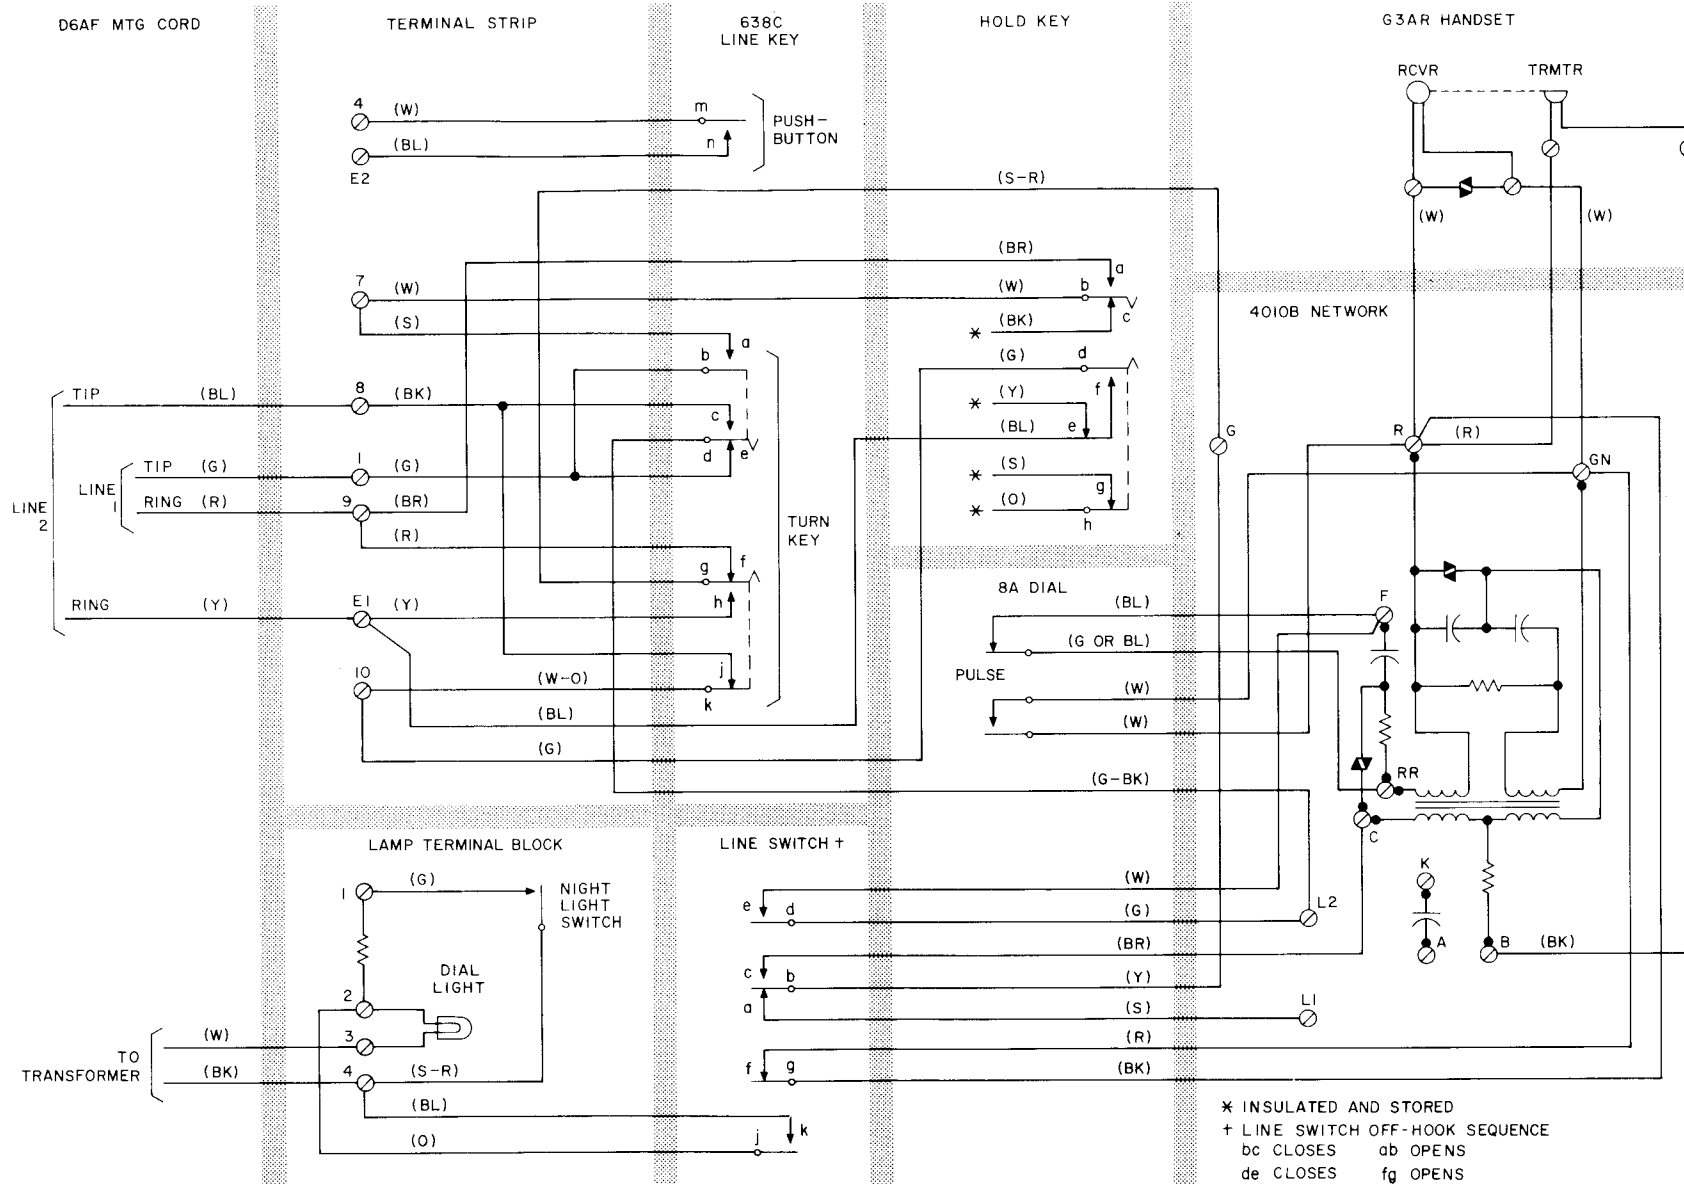 D6AF MTG CORD
TERMINAL STRIP
638C
LINE KEY
HOLD KEY
G3AR HANDSET
RCVR
TRMTR
4
(W)
m
PUSH-
BUTTON
n
(BL)
E2
(S-R)
(W)
(W)
(BR)
a
7
(W)
(W)
b
c
(S)
(BK)
*
4010B NETWORK
a
b
(G)
d
TIP
(BL)
8
(BK)
(Y)
*
f
c
e
(BL)
d
e
G
R
(R)
TIP
(G)
1
(G)
(S)
*
g
GN
LINE
1
RING
(R)
9
(BR)
(O)
*
h
LINE
2
(R)
TURN
KEY
f
g
h
8A DIAL
RING
(Y)
E1
(Y)
(BL)
F
(G OR BL)
j
PULSE
10
(W-O)
k
(W)
(BL)
(W)
(G)
(G-BK)
RR
C
LAMP TERMINAL BLOCK
LINE SWITCH +
1
(G)
NIGHT
LIGHT
SWITCH
(W)
K
e
d
(G)
L2
(BR)
A
B
(BK)
DIAL
LIGHT
c
b
(Y)
2
a
(S)
L1
(W)
3
(R)
TO
TRANSFORMER
(BK)
4
(S-R)
f
g
(BK)
(BL)
k
(O)
j
* INSULATED AND STORED
+ LINE SWITCH OFF-HOOK SEQUENCE
bc CLOSES ab OPENS
de CLOSES fg OPENS